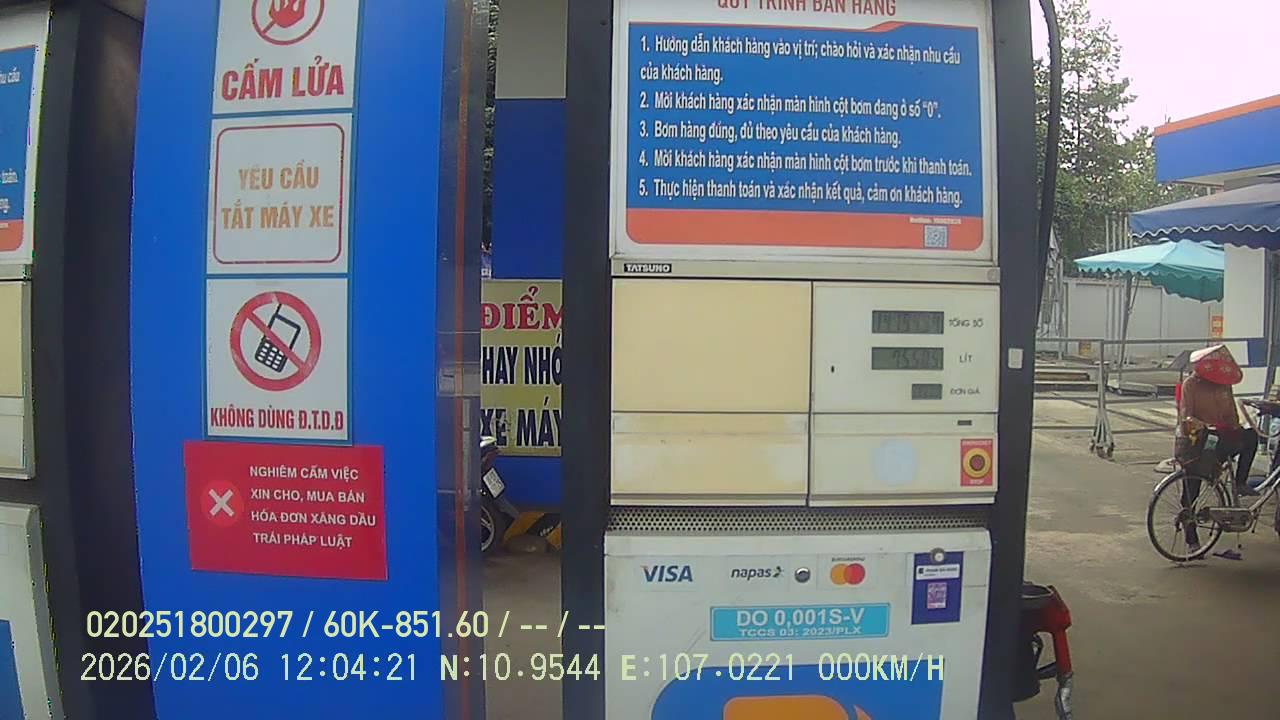 CẤM LỬA
YÊU CẦU
TẮT MÁY XE
KHÔNG DÙNG Đ.T.D.Đ
NGHIÊM CẤM VIỆC
XIN CHO, MUA BÁN
HÓA ĐƠN XĂNG DẦU
TRÁI PHÁP LUẬT
ĐIỂM
HAY NHÓ
XE MÁY
QUY TRÌNH BÁN HÀNG
1. Hướng dẫn khách hàng vào vị trí; chào hỏi và xác nhận nhu cầu
của khách hàng.
2. Mời khách hàng xác nhận màn hình cột bơm đang ở số "0".
3. Bơm hàng đúng, đủ theo yêu cầu của khách hàng.
4. Mời khách hàng xác nhận màn hình cột bơm trước khi thanh toán.
5. Thực hiện thanh toán và xác nhận kết quả, cảm ơn khách hàng.
TATSUNO
TỔNG SỐ
LÍT
ĐƠN GIÁ
EMERGENCY
STOP
VISA
napas
DO 0,001S-V
TCCS 03: 2023/PLX
020251800297 / 60K-851.60 / -- / --
2026/02/06 12:04:21 N:10.9544 E:107.0221 000KM/H